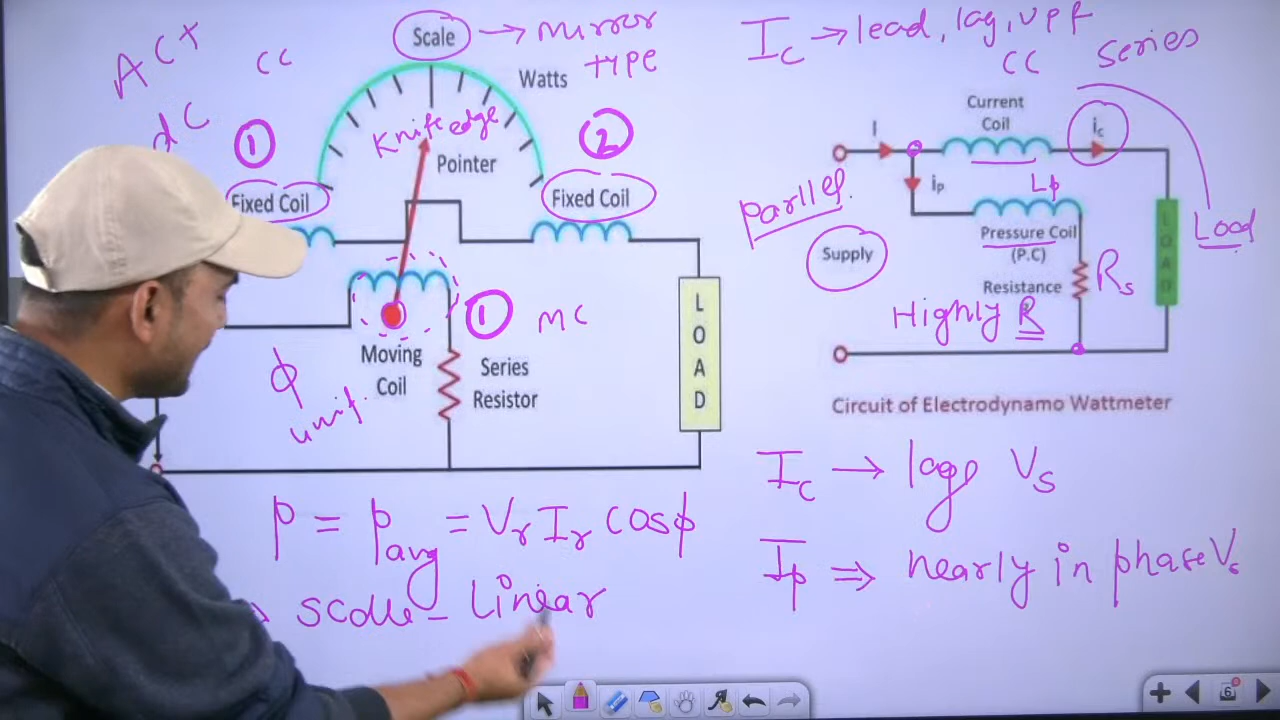 AC x
dC
CC
Scale → mirror
type
Watts
Knife edge
①
②
Pointer
Fixed Coil
Fixed Coil
Moving
Coil
① MC
Series
Resistor
LOAD
ϕ
unit
P = Pavg = Vr Ir cosϕ
Scale - Linear
Ic → lead, lag, upf
CC Series
Current
Coil
I
ic
ip
Lp
Parllel
Supply
Pressure Coil
(P.C)
Resistance
Rs
Highly R
LOAD
Load
Circuit of Electrodynamo Wattmeter
Ic → lags Vs
Ip ⇒ nearly in phase Vs
6